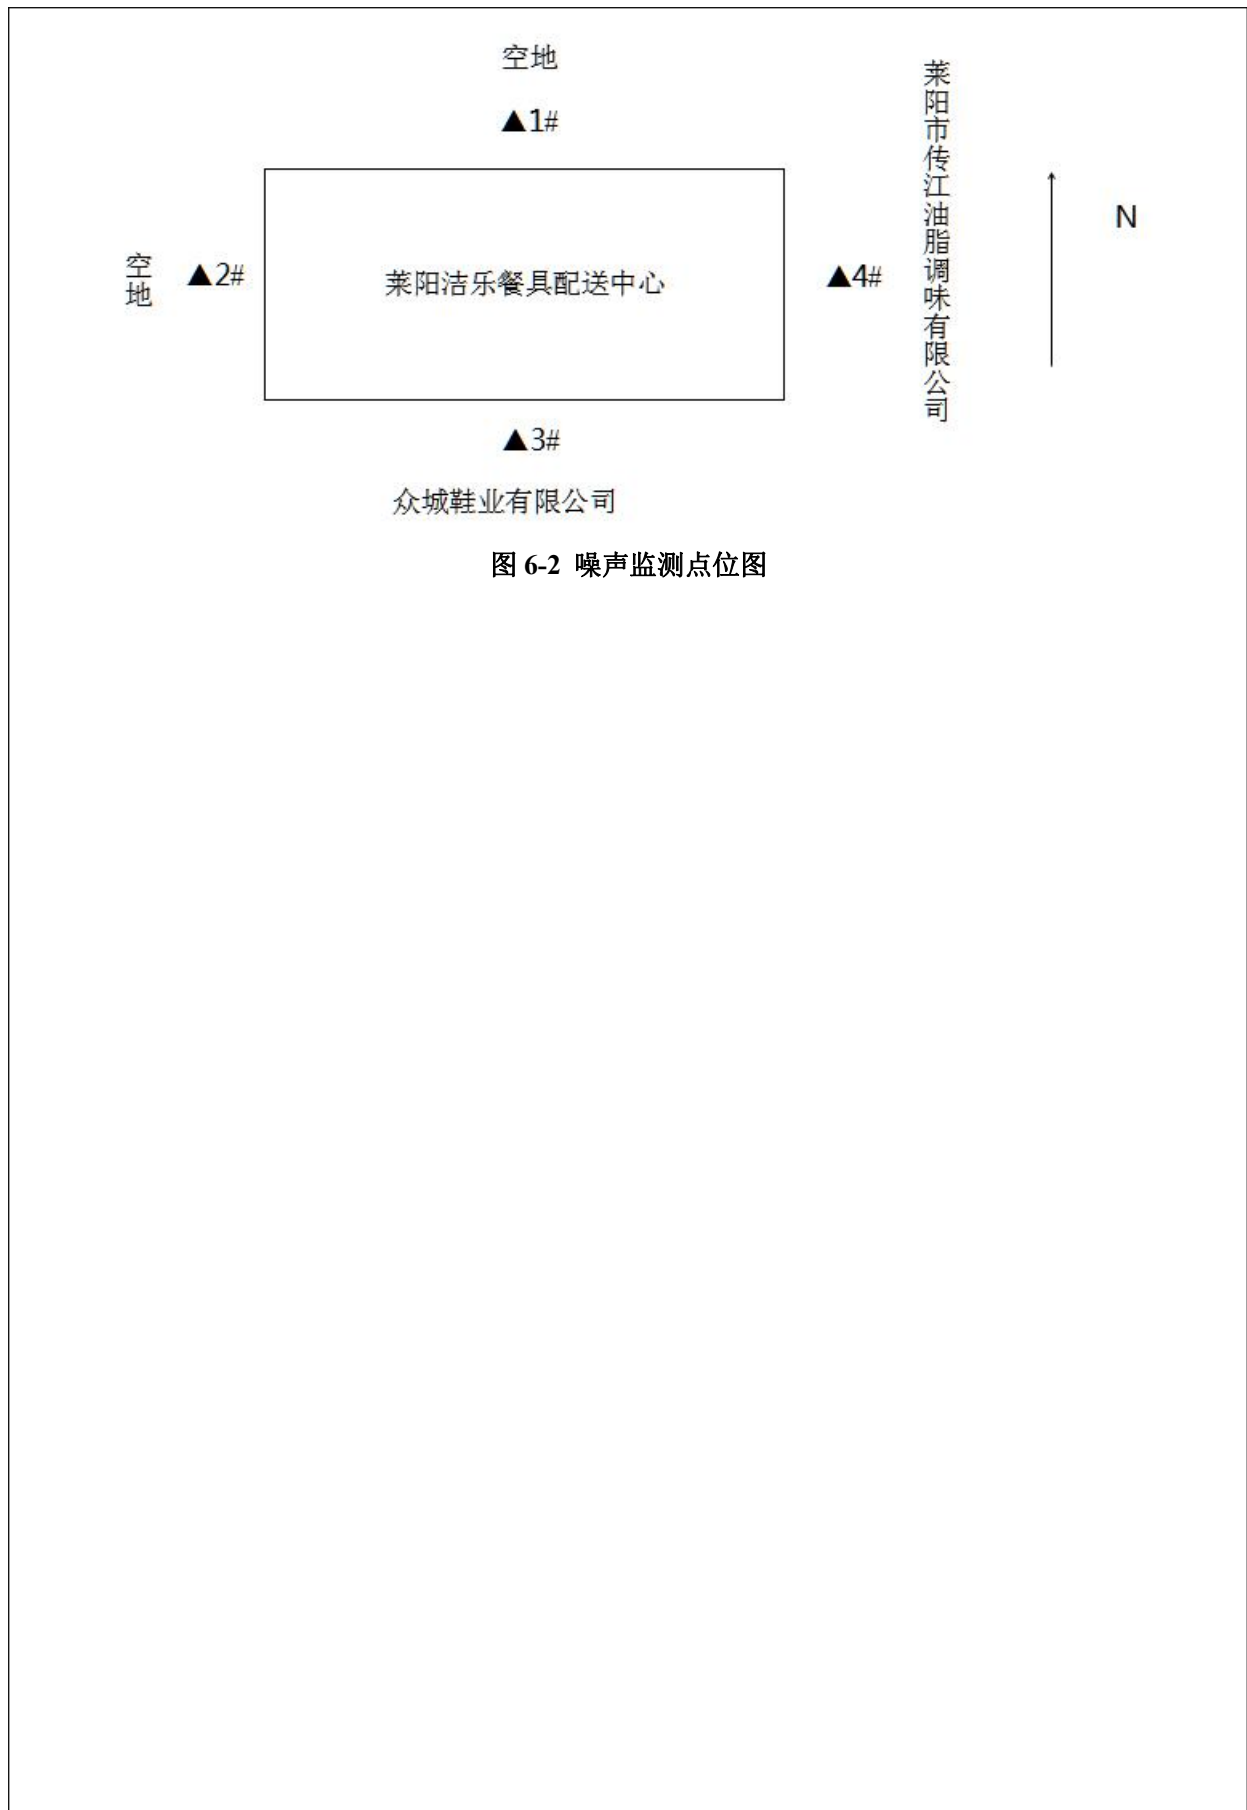 空地
▲1#
莱阳市传江油脂调味有限公司
N
空地
▲2#
莱阳洁乐餐具配送中心
▲4#
▲3#
众城鞋业有限公司
图 6-2 噪声监测点位图